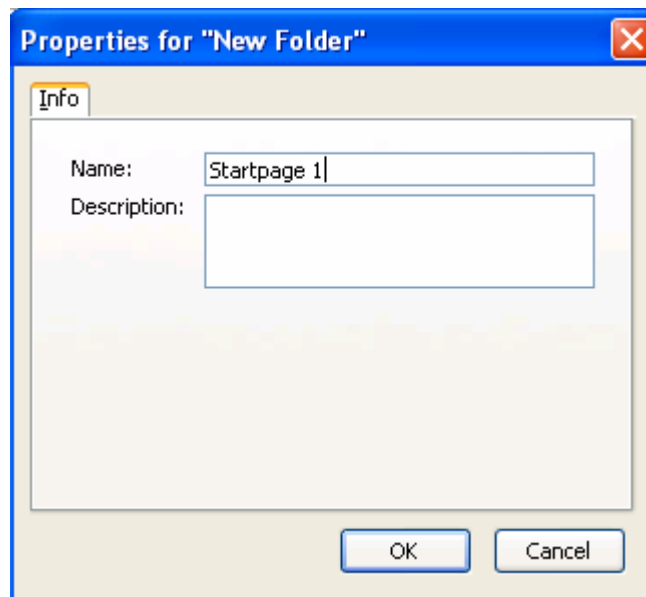 Properties for "New Folder"
Info
Name: Startpage 1
Description:
OK Cancel